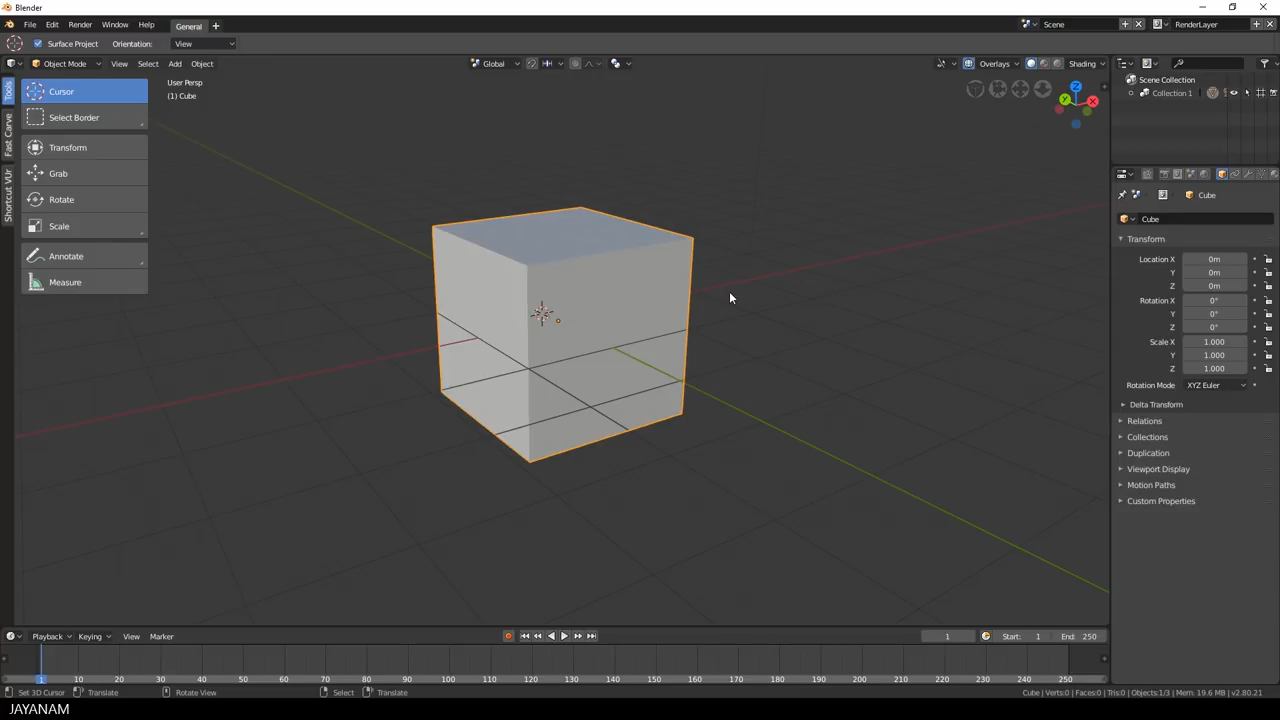 Blender
File Edit Render Window Help General
Scene RenderLayer
Surface Project Orientation: View
Object Mode View Select Add Object Global Overlays Shading
User Persp
(1) Cube
Tools
Fast Carve
Shortcut VUr
Cursor
Select Border
Transform
Grab
Rotate
Scale
Annotate
Measure
Z
Y
X
Scene Collection
Collection 1
Cube
Cube
Transform
Location X 0m
Y 0m
Z 0m
Rotation X 0°
Y 0°
Z 0°
Scale X 1.000
Y 1.000
Z 1.000
Rotation Mode XYZ Euler
Delta Transform
Relations
Collections
Duplication
Viewport Display
Motion Paths
Custom Properties
Playback Keying View Marker 1 Start: 1 End: 250
1 10 20 30 40 50 60 70 80 90 100 110 120 130 140 150 160 170 180 190 200 210 220 230 240 250
Set 3D Cursor Translate Rotate View Select Translate Cube | Verts:0 | Faces:0 | Tris:0 | Objects:1/3 | Mem: 19.6 MB | v2.80.21
JAYANAM